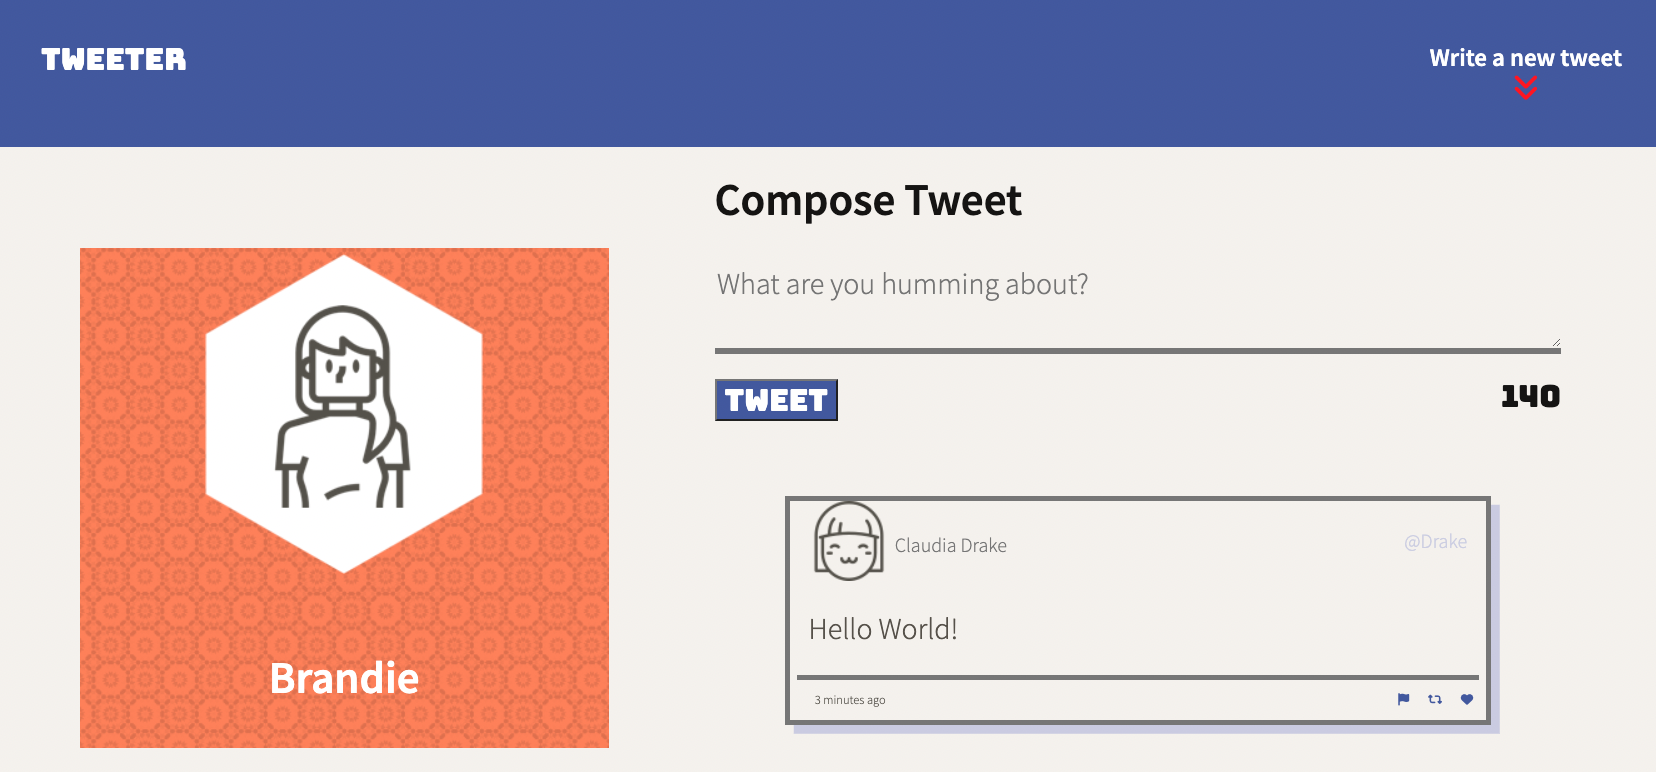 TWEETER
Write a new tweet
Compose Tweet
What are you humming about?
TWEET
140
Brandie
Claudia Drake
@Drake
Hello World!
3 minutes ago